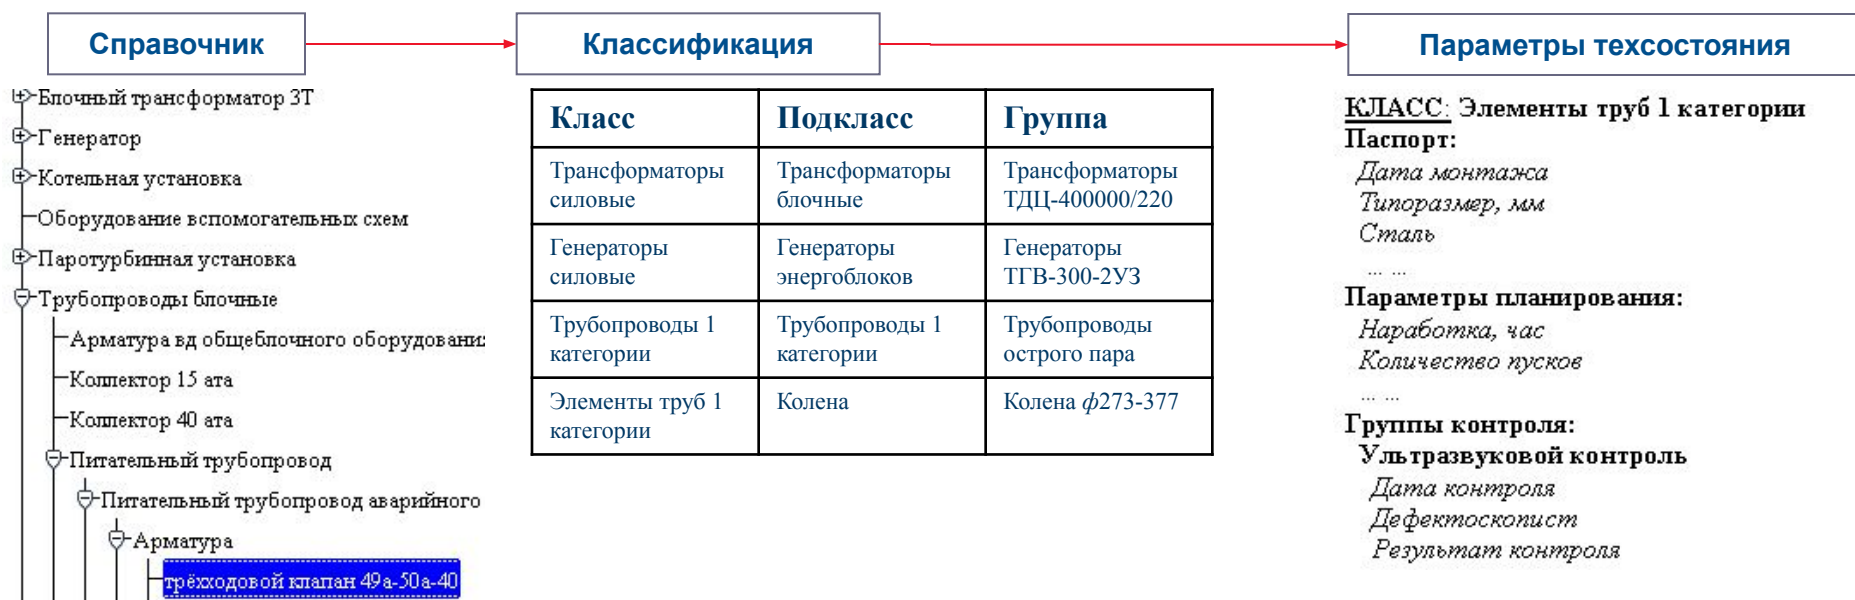 Справочник
Классификация
Параметры техсостояния
Блочный трансформатор 3Т
Генератор
Котельная установка
Оборудование вспомогательных схем
Паротурбинная установка
Трубопроводы блочные
Арматура вд общеблочного оборудовани
Коллектор 15 ата
Коллектор 40 ата
Питательный трубопровод
Питательный трубопровод аварийного
Арматура
трёхходовой клапан 49а-50а-40
Класс
Подкласс
Группа
Трансформаторы
силовые
Трансформаторы
блочные
Трансформаторы
ТДЦ-400000/220
Генераторы
силовые
Генераторы
энергоблоков
Генераторы
ТГВ-300-2УЗ
Трубопроводы 1
категории
Трубопроводы 1
категории
Трубопроводы
острого пара
Элементы труб 1
категории
Колена
Колена ф273-377
КЛАСС: Элементы труб 1 категории
Паспорт:
Дата монтажа
Типоразмер, мм
Сталь
... ...
Параметры планирования:
Наработка, час
Количество пусков
... ...
Группы контроля:
Ультразвуковой контроль
Дата контроля
Дефектоскопист
Результат контроля